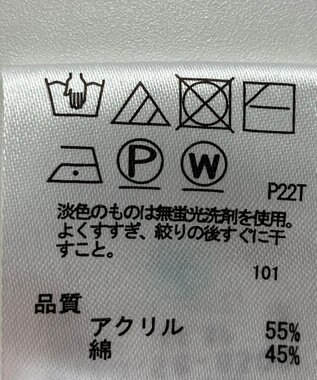 P W
P22T
淡色のものは無蛍光洗剤を使用。
よくすすぎ、絞りの後すぐに干
すこと。
101
品質
アクリル 55%
綿 45%